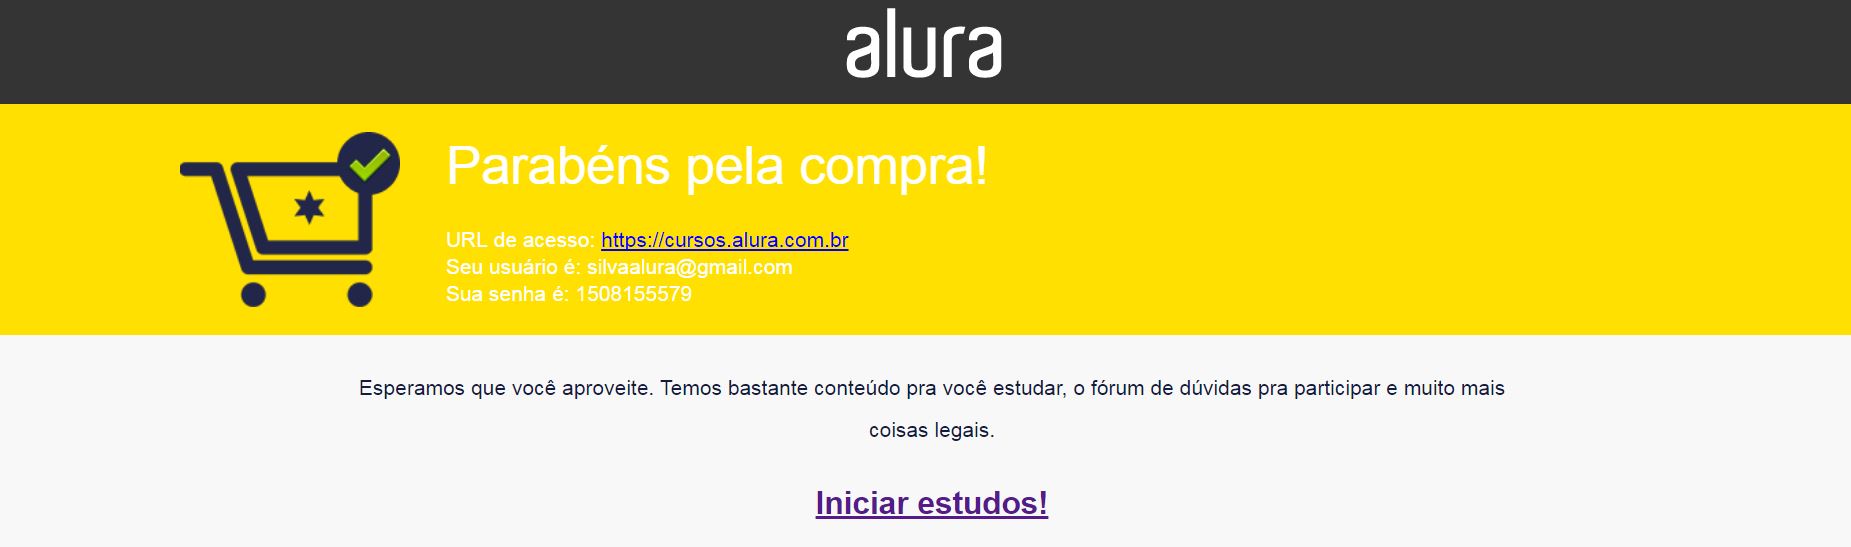 alura
Parabéns pela compra!
URL de acesso: https://cursos.alura.com.br
Seu usuário é: silvaalura@gmail.com
Sua senha é: 1508155579
Esperamos que você aproveite. Temos bastante conteúdo pra você estudar, o fórum de dúvidas pra participar e muito mais
coisas legais.
Iniciar estudos!